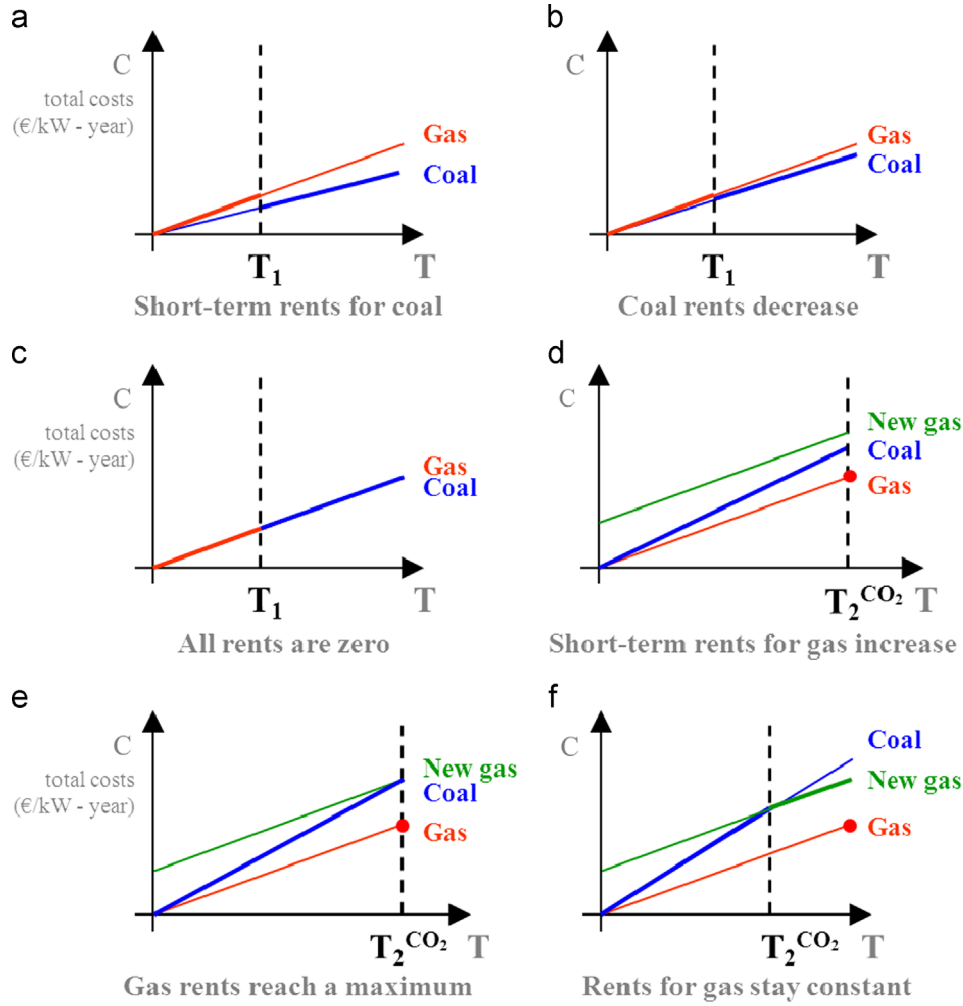 a
C
total costs
(€/kW - year)
Gas
Coal
T1
T
Short-term rents for coal
b
C
Gas
Coal
T1
T
Coal rents decrease
c
C
total costs
(€/kW - year)
Gas
Coal
T1
T
All rents are zero
d
C
New gas
Coal
Gas
T2CO2
T
Short-term rents for gas increase
e
C
total costs
(€/kW - year)
New gas
Coal
Gas
T2CO2
T
Gas rents reach a maximum
f
C
Coal
New gas
Gas
T2CO2
T
Rents for gas stay constant